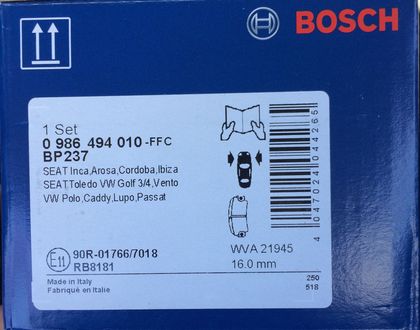 BOSCH
1 Set
0 986 494 010-FFC
BP237
SEAT Inca,Arosa,Cordoba,Ibiza
SEAT Toledo VW Golf 3/4,Vento
VW Polo,Caddy,Lupo,Passat
4 047024 044265
E11 90R-01766/7018
RB8181
WVA 21945
16.0 mm
Made in Italy
Fabriqué en Italie
250
518